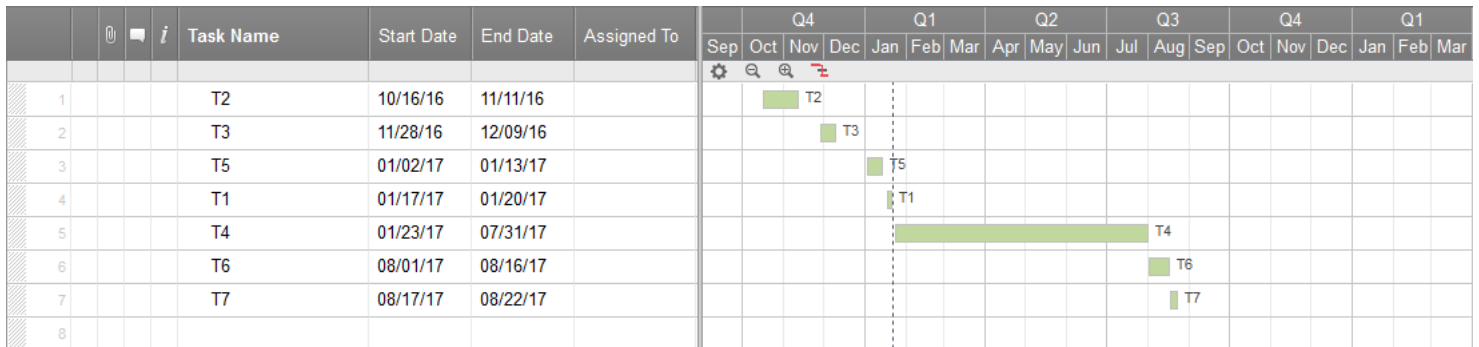 Q4 Q1 Q2 Q3 Q4 Q1
i Task Name Start Date End Date Assigned To
Sep Oct Nov Dec Jan Feb Mar Apr May Jun Jul Aug Sep Oct Nov Dec Jan Feb Mar
1 T2 10/16/16 11/11/16 T2
2 T3 11/28/16 12/09/16 T3
3 T5 01/02/17 01/13/17 T5
4 T1 01/17/17 01/20/17 T1
5 T4 01/23/17 07/31/17 T4
6 T6 08/01/17 08/16/17 T6
7 T7 08/17/17 08/22/17 T7
8